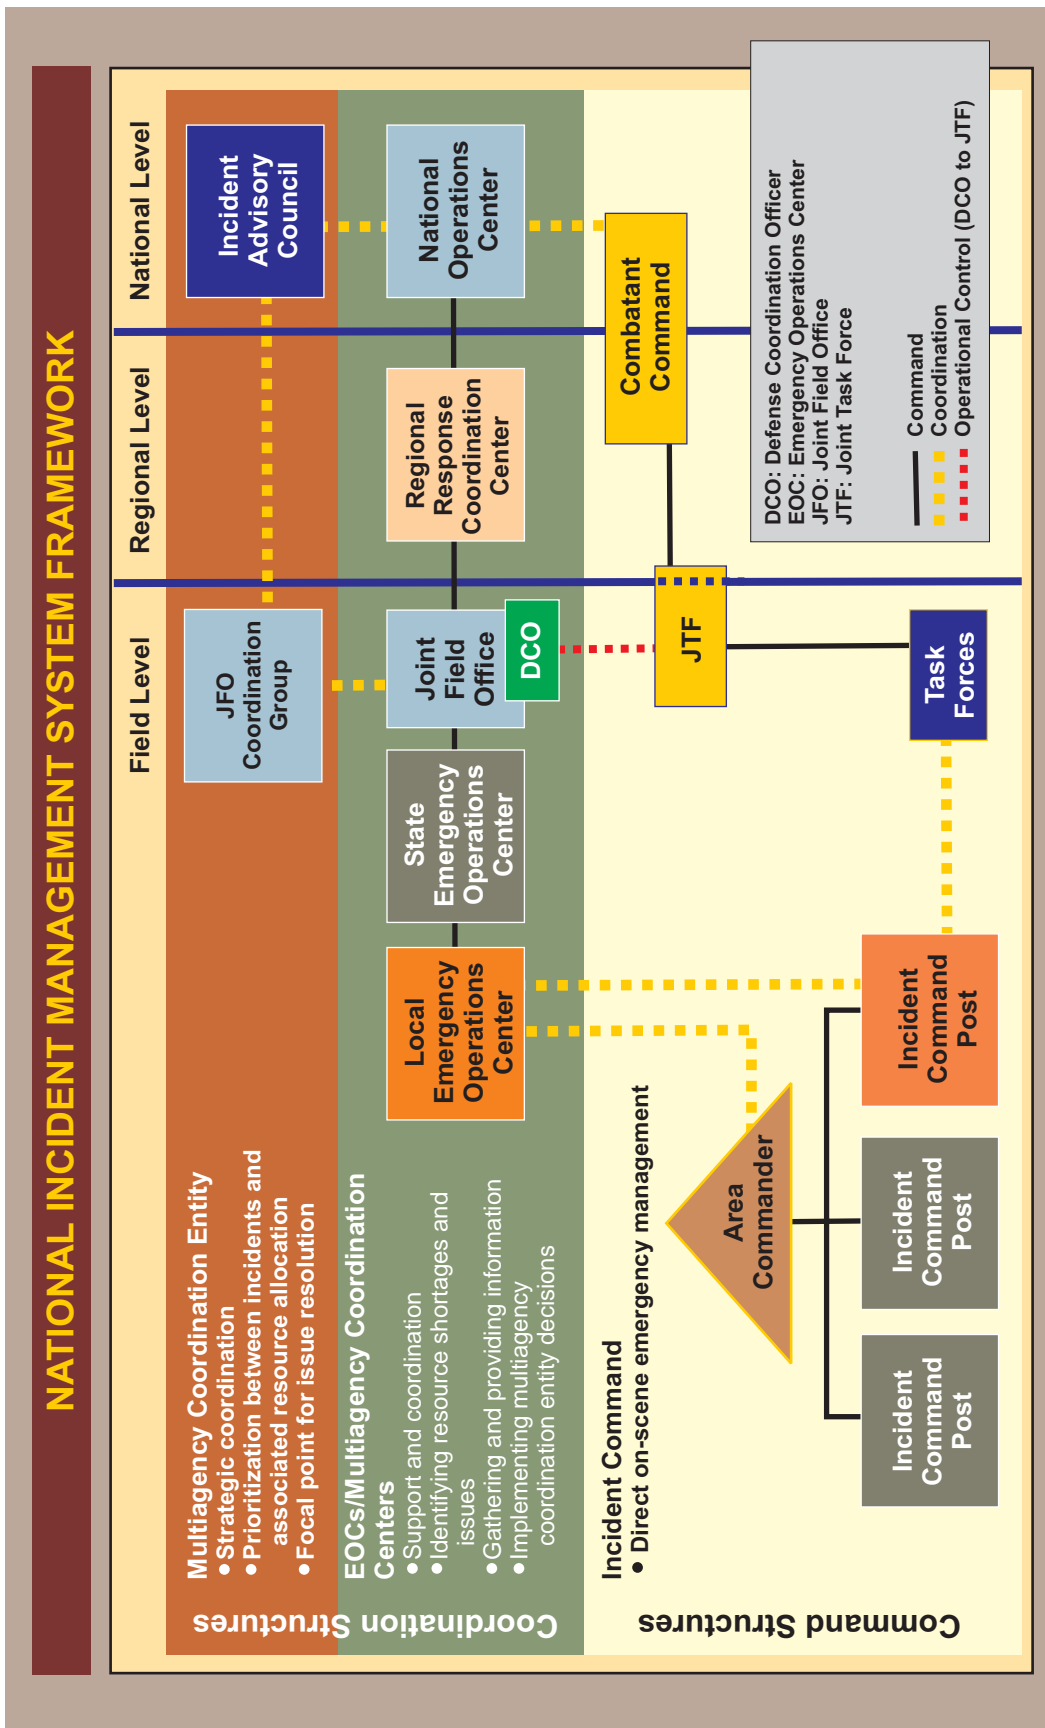 NATIONAL INCIDENT MANAGEMENT SYSTEM FRAMEWORK
Field Level
Regional Level
National Level
Coordination Structures
Multiagency Coordination Entity
● Strategic coordination
● Prioritization between incidents and
associated resource allocation
● Focal point for issue resolution
JFO
Coordination
Group
Incident
Advisory
Council
EOCs/Multiagency Coordination
Centers
● Support and coordination
● Identifying resource shortages and
issues
● Gathering and providing information
● Implementing multiagency
coordination entity decisions
Local
Emergency
Operations
Center
State
Emergency
Operations
Center
Joint
Field
Office
DCO
Regional
Response
Coordination
Center
National
Operations
Center
Command Structures
Incident Command
● Direct on-scene emergency management
Area
Commander
Incident
Command
Post
Incident
Command
Post
Incident
Command
Post
JTF
Task
Forces
Combatant
Command
DCO: Defense Coordination Officer
EOC: Emergency Operations Center
JFO: Joint Field Office
JTF: Joint Task Force
Command
Coordination
Operational Control (DCO to JTF)